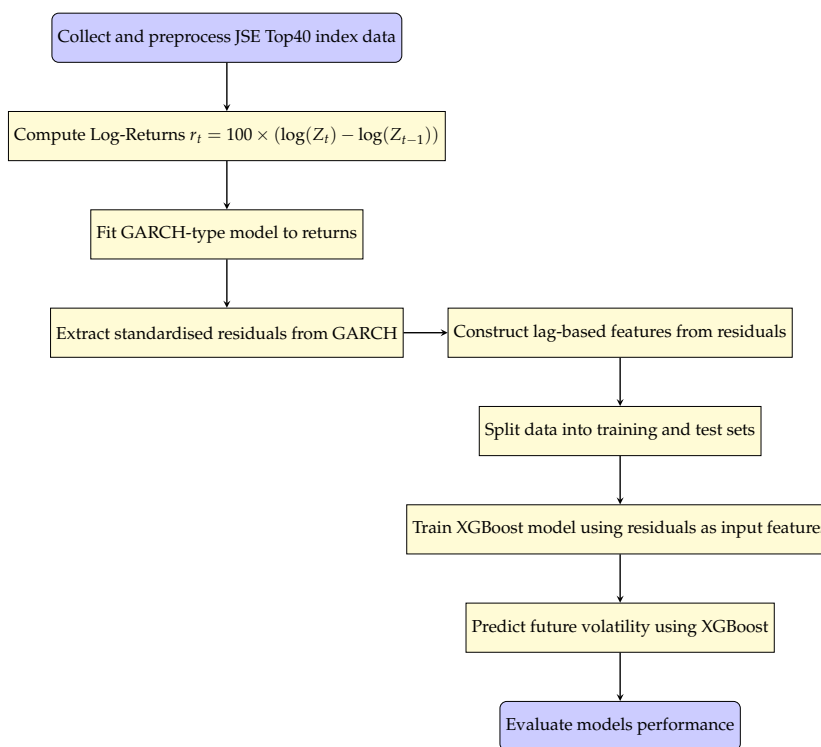 Collect and preprocess JSE Top40 index data
Compute Log-Returns $r_t = 100 \times (\log(Z_t) - \log(Z_{t-1}))$
Fit GARCH-type model to returns
Extract standardised residuals from GARCH
Construct lag-based features from residuals
Split data into training and test sets
Train XGBoost model using residuals as input features
Predict future volatility using XGBoost
Evaluate models performance